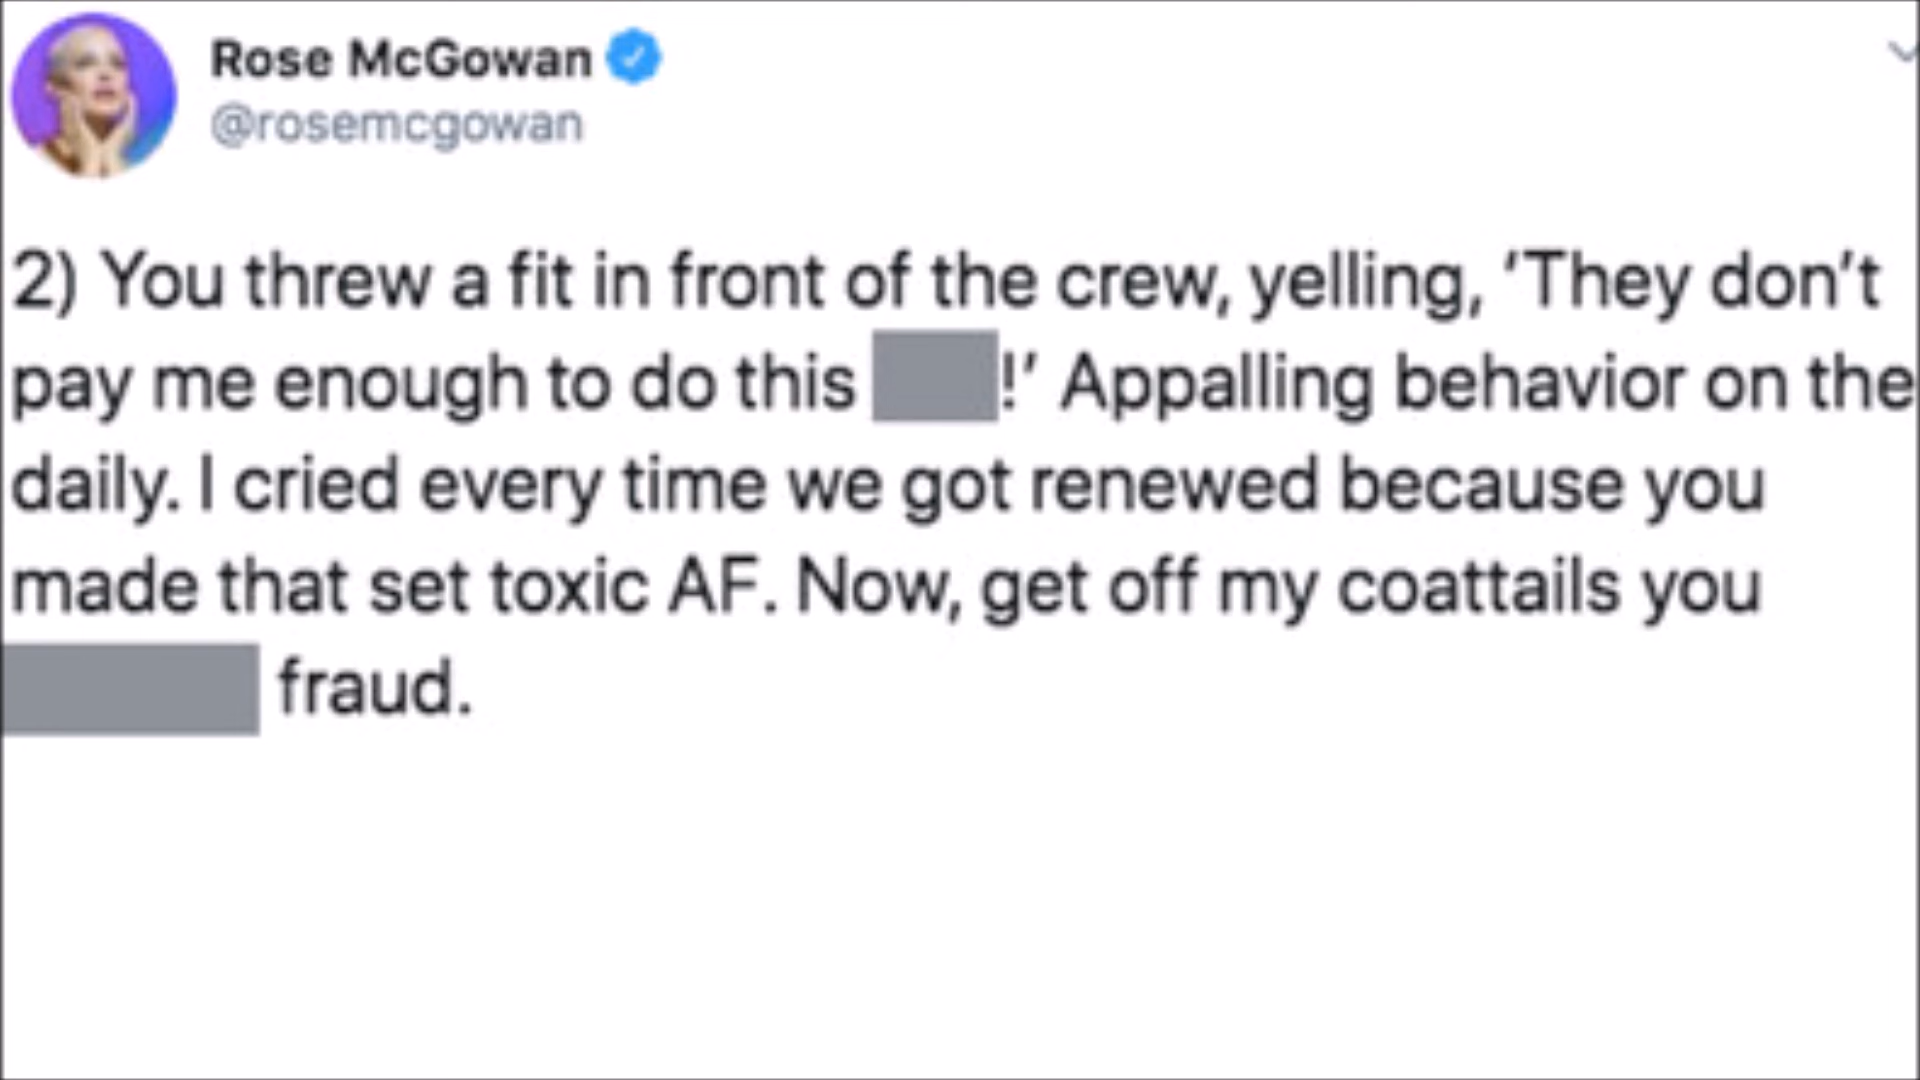 Rose McGowan
@rosemcgowan
2) You threw a fit in front of the crew, yelling, ‘They don’t
pay me enough to do this !’ Appalling behavior on the
daily. I cried every time we got renewed because you
made that set toxic AF. Now, get off my coattails you
fraud.